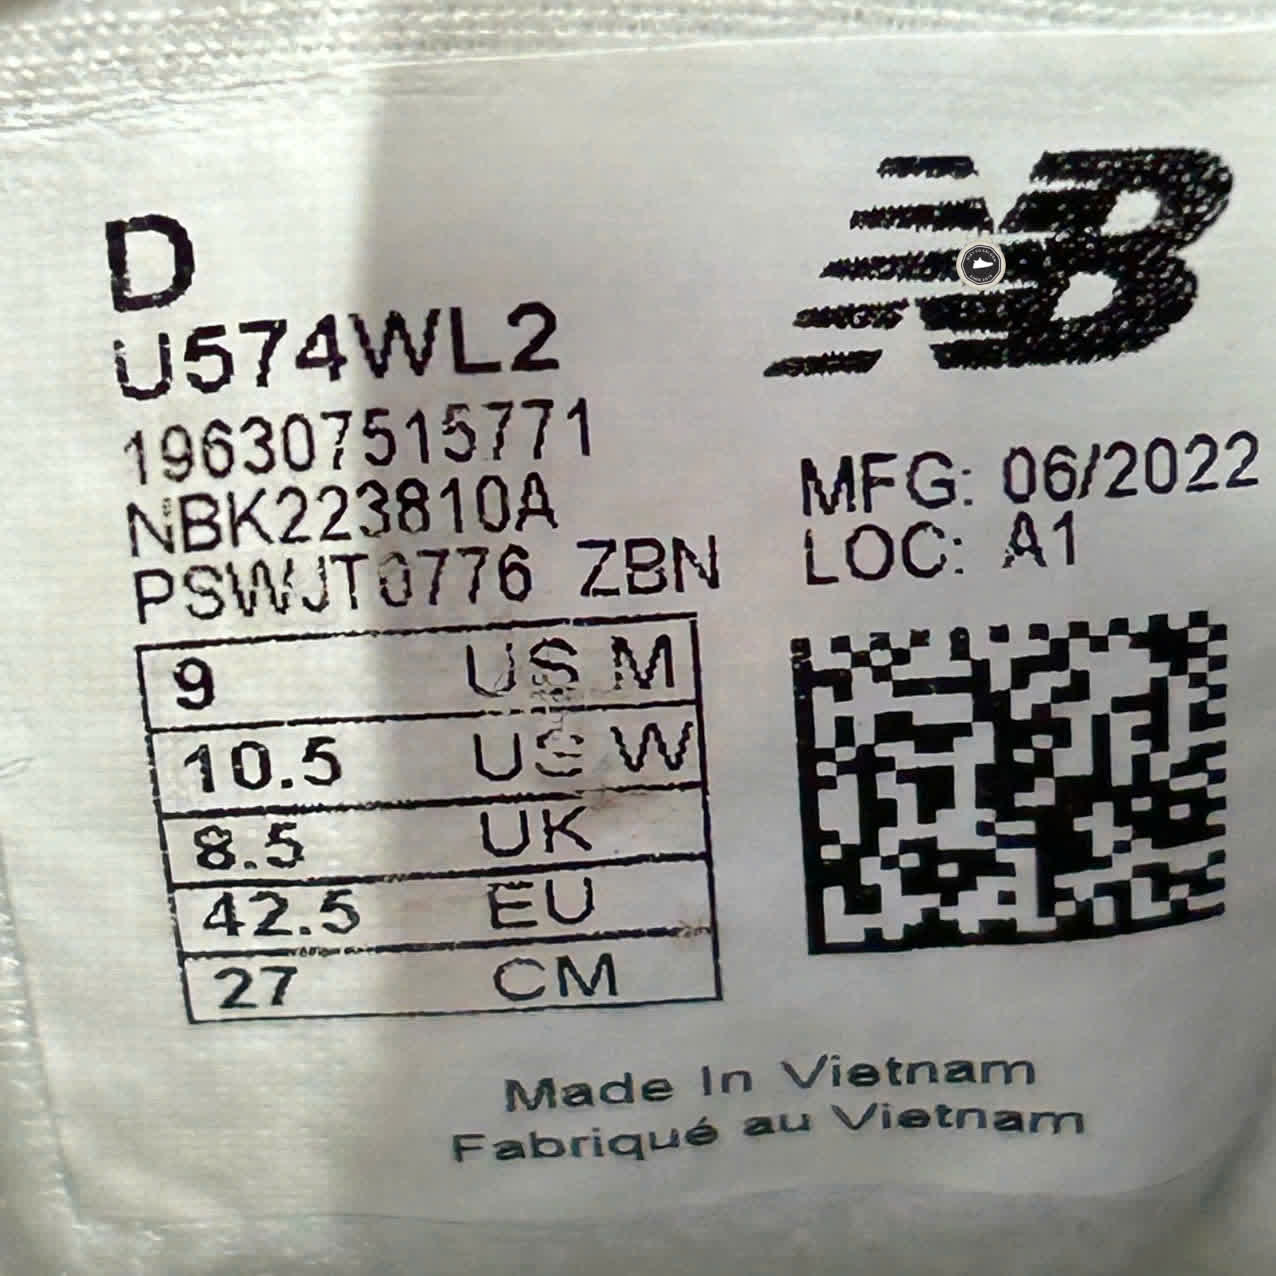 D
U574WL2
196307515771
NBK223810A
PSWJT0776 ZBN
NB
MFG: 06/2022
LOC: A1
9 US M
10.5 US W
8.5 UK
42.5 EU
27 CM
Made In Vietnam
Fabriqué au Vietnam